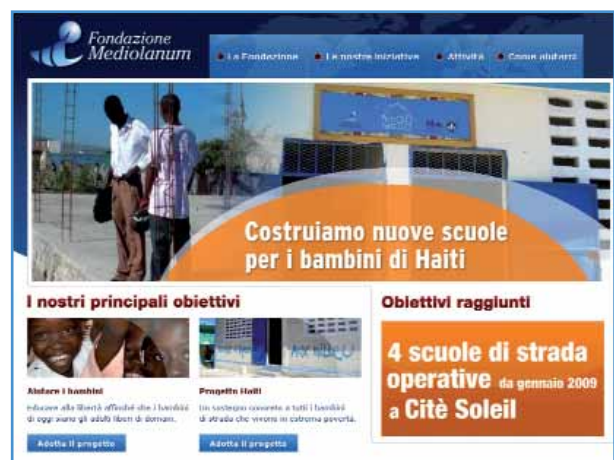 Fondazione
Mediolanum
La Fondazione
Le nostre iniziative
Attività
Come aiutarci
Costruiamo nuove scuole
per i bambini di Haiti
I nostri principali obiettivi
Obiettivi raggiunti
Aiutare i bambini
educare alla libertà affinché che i bambini
di oggi siano gli adulti liberi di domani.
Adotta il progetto
Progetto Haiti
Un sostegno concreto a tutti i bambini
di strada che vivono in estrema povertà.
Adotta il progetto
4 scuole di strada
operative da gennaio 2009
a Citè Soleil